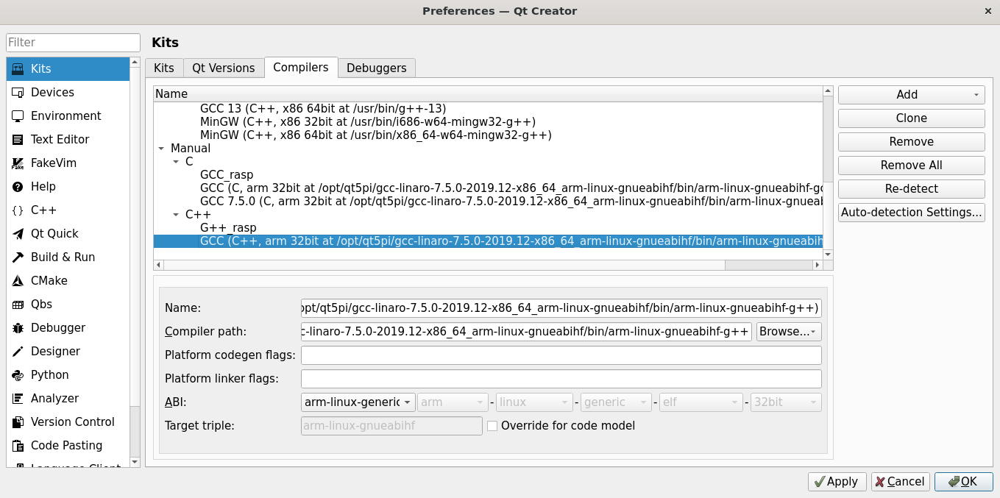 Preferences — Qt Creator
Filter
Kits
Devices
Environment
Text Editor
FakeVim
Help
{} C++
Qt Quick
Build & Run
CMake
Qbs
Debugger
Designer
Python
Analyzer
Version Control
Code Pasting
Language Client
Kits
Kits Qt Versions Compilers Debuggers
Name
GCC 13 (C++, x86 64bit at /usr/bin/g++-13)
MinGW (C++, x86 32bit at /usr/bin/i686-w64-mingw32-g++)
MinGW (C++, x86 64bit at /usr/bin/x86_64-w64-mingw32-g++)
Manual
C
GCC_rasp
GCC (C, arm 32bit at /opt/qt5pi/gcc-linaro-7.5.0-2019.12-x86_64_arm-linux-gnueabihf/bin/arm-linux-gnueabihf-gc
GCC 7.5.0 (C, arm 32bit at /opt/qt5pi/gcc-linaro-7.5.0-2019.12-x86_64_arm-linux-gnueabihf/bin/arm-linux-gnueab
C++
G++_rasp
GCC (C++, arm 32bit at /opt/qt5pi/gcc-linaro-7.5.0-2019.12-x86_64_arm-linux-gnueabihf/bin/arm-linux-gnueabih
Add
Clone
Remove
Remove All
Re-detect
Auto-detection Settings...
Name: opt/qt5pi/gcc-linaro-7.5.0-2019.12-x86_64_arm-linux-gnueabihf/bin/arm-linux-gnueabihf-g++)
Compiler path: c-linaro-7.5.0-2019.12-x86_64_arm-linux-gnueabihf/bin/arm-linux-gnueabihf-g++ Browse...
Platform codegen flags:
Platform linker flags:
ABI: arm-linux-generic arm - linux - generic - elf - 32bit
Target triple: arm-linux-gnueabihf Override for code model
Apply Cancel OK